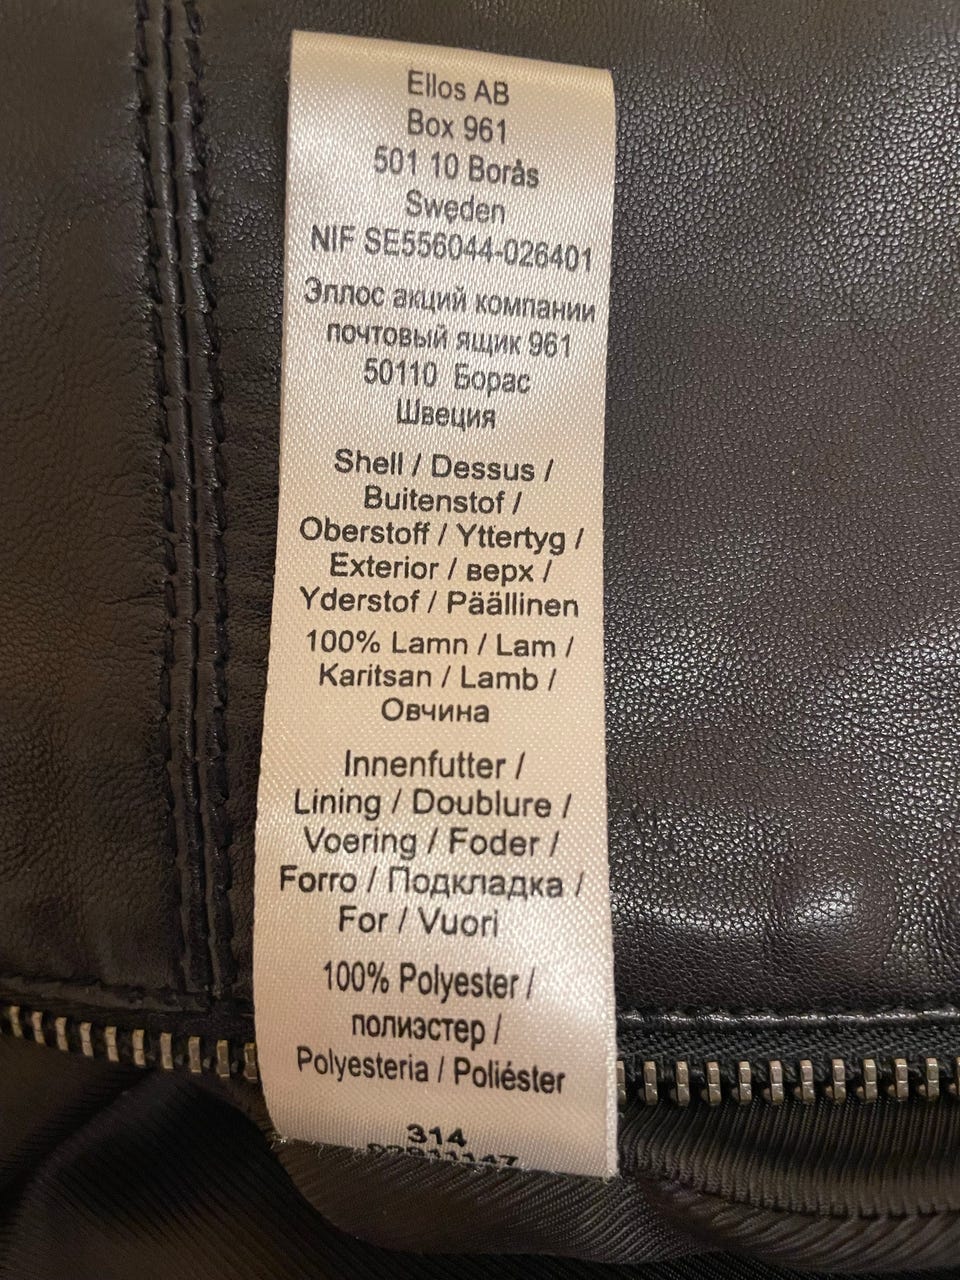 Ellos AB
Box 961
501 10 Borås
Sweden
NIF SE556044-026401
Эллос акций компании
почтовый ящик 961
50110 Борас
Швеция
Shell / Dessus /
Buitenstof /
Oberstoff / Yttertyg /
Exterior / верх /
Yderstof / Päällinen
100% Lamn / Lam /
Karitsan / Lamb /
Овчина
Innenfutter /
Lining / Doublure /
Voering / Foder /
Forro / Подкладка /
For / Vuori
100% Polyester /
полиэстер /
Polyesteria / Poliéster
314